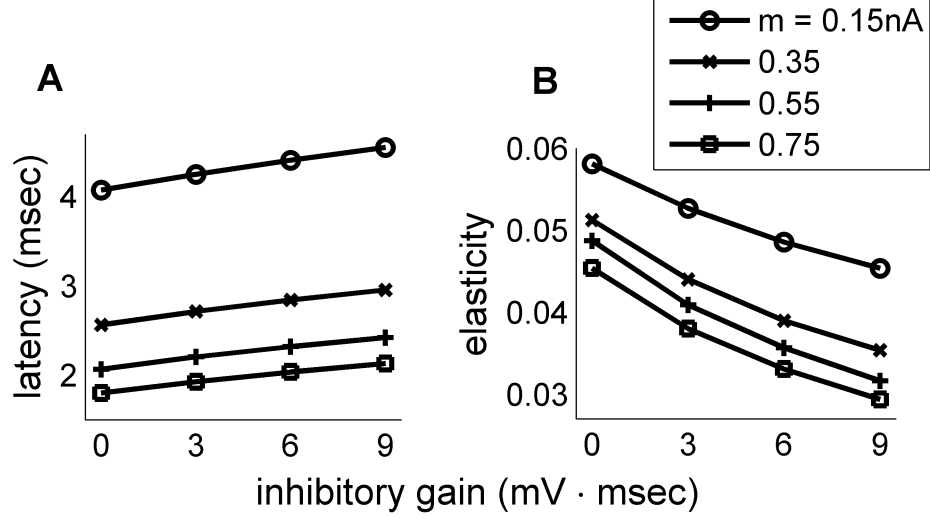 m = 0.15nA
0.35
0.55
0.75
A
latency (msec)
4
3
2
0 3 6 9
B
elasticity
0.06
0.05
0.04
0.03
0 3 6 9
inhibitory gain (mV · msec)